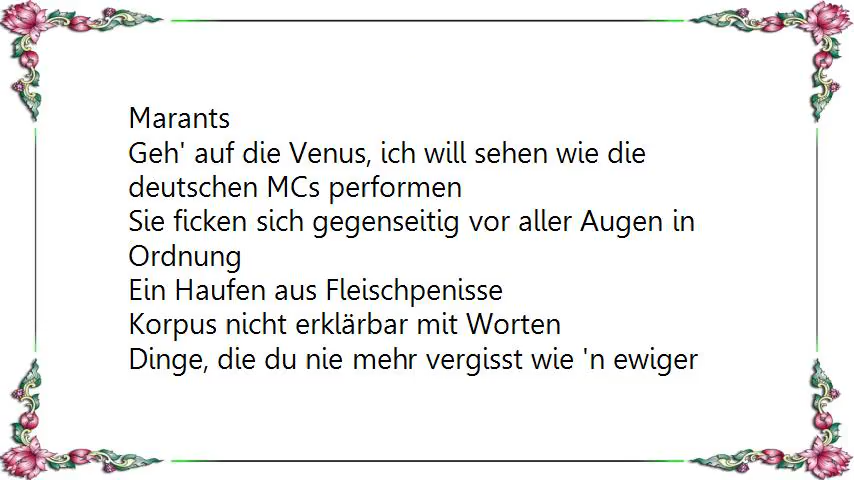 Marants
Geh' auf die Venus, ich will sehen wie die
deutschen MCs performen
Sie ficken sich gegenseitig vor aller Augen in
Ordnung
Ein Haufen aus Fleischpenisse
Korpus nicht erklärbar mit Worten
Dinge, die du nie mehr vergisst wie 'n ewiger